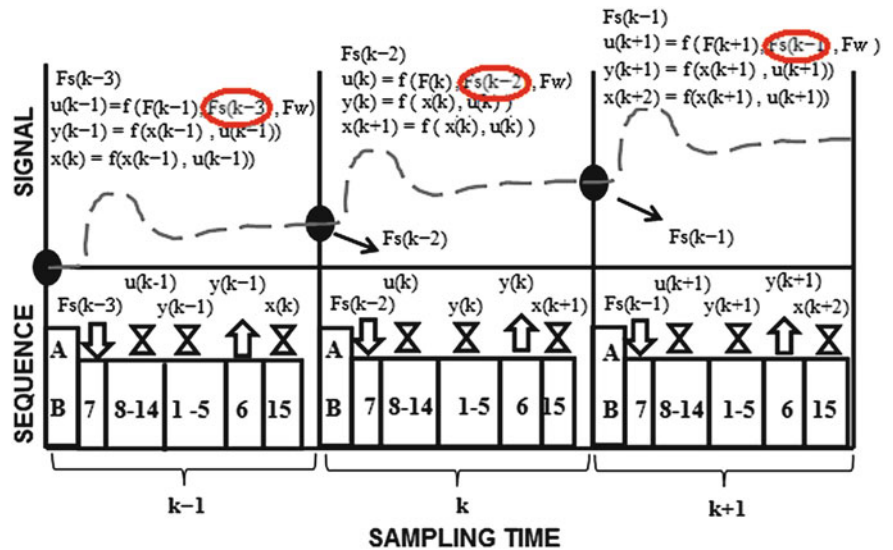 Fs(k−3)
u(k−1)=f(F(k−1), Fs(k−3, Fw)
y(k−1) = f(x(k−1) , u(k−1))
x(k) = f(x(k−1) , u(k−1))
Fs(k−2)
u(k) = f( F(k), Fs(k−2, Fw)
y(k) = f( x(k), u(k) )
x(k+1) = f( x(k), u(k) )
Fs(k−1)
u(k+1) = f( F(k+1), Fs(k−1, Fw )
y(k+1) = f(x(k+1) , u(k+1))
x(k+2) = f(x(k+1) , u(k+1))
SIGNAL
Fs(k−2)
Fs(k−1)
u(k-1) y(k−1)
Fs(k−3) y(k−1) x(k)
u(k) y(k)
Fs(k−2) y(k) x(k+1)
u(k+1) y(k+1)
Fs(k−1) y(k+1) x(k+2)
SEQUENCE
A
B 7 8-14 1 -5 6 15
A
B 7 8-14 1-5 6 15
A
B 7 8-14 1-5 6 15
k−1 k k+1
SAMPLING TIME